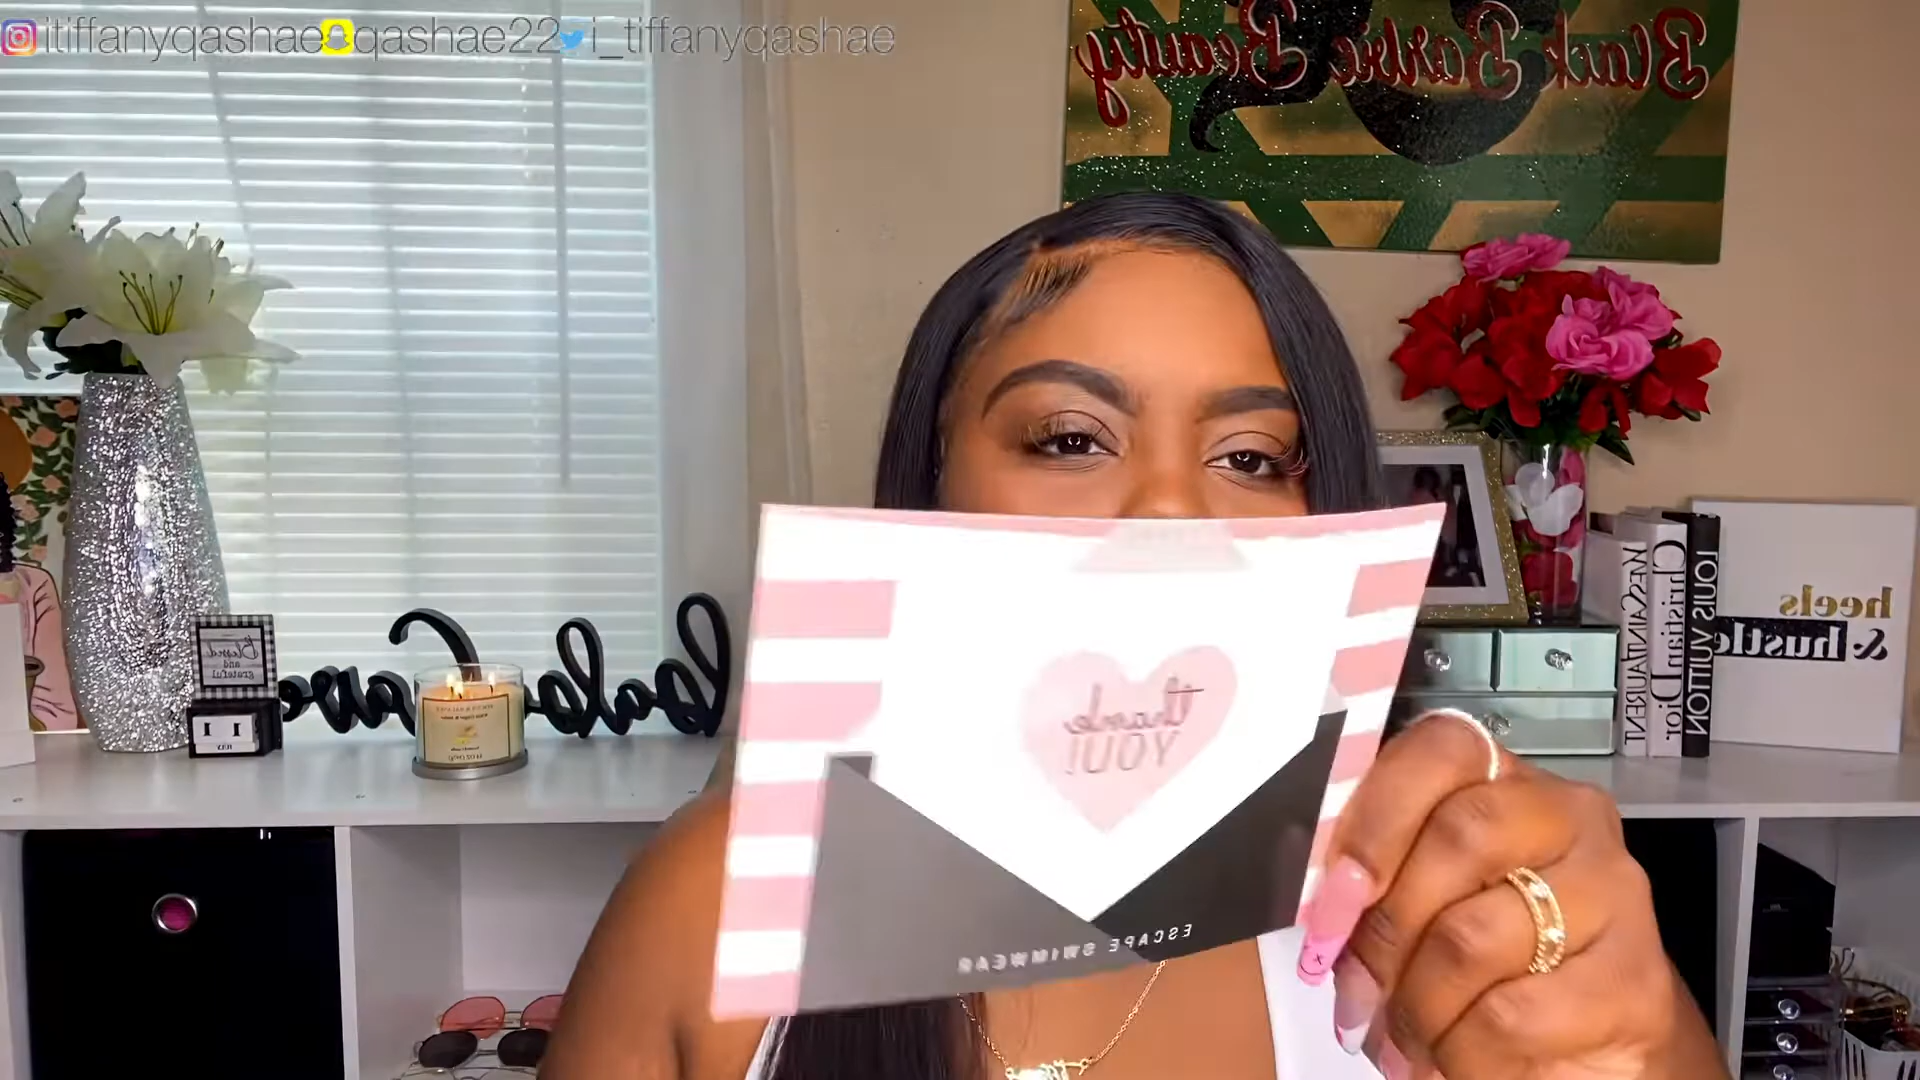 itiffanyqashae qashae22 i_tiffanyqashae
Black Barbie Beauty
Blessed
and
grateful
11
thank
YOU!
ESCAPE SWIMWEAR
YVES SAINT LAURENT
Christian Dior
LOUIS VUITTON
heels
& hustle